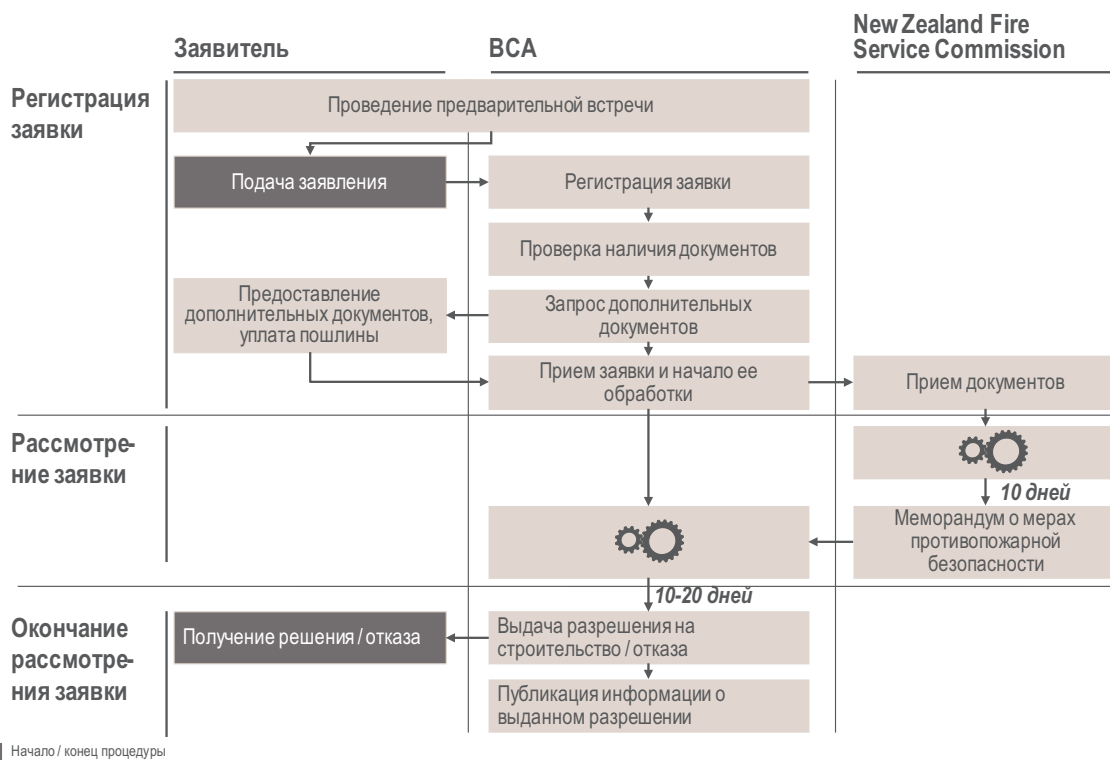 Заявитель
BCA
New Zealand Fire
Service Commission
Регистрация
заявки
Проведение предварительной встречи
Подача заявления
Регистрация заявки
Проверка наличия документов
Предоставление
дополнительных документов,
уплата пошлины
Запрос дополнительных
документов
Прием заявки и начало ее
обработки
Прием документов
Рассмотре-
ние заявки
10 дней
Меморандум о мерах
противопожарной
безопасности
10-20 дней
Окончание
рассмотре-
ния заявки
Получение решения / отказа
Выдача разрешения на
строительство / отказа
Публикация информации о
выданном разрешении
Начало / конец процедуры